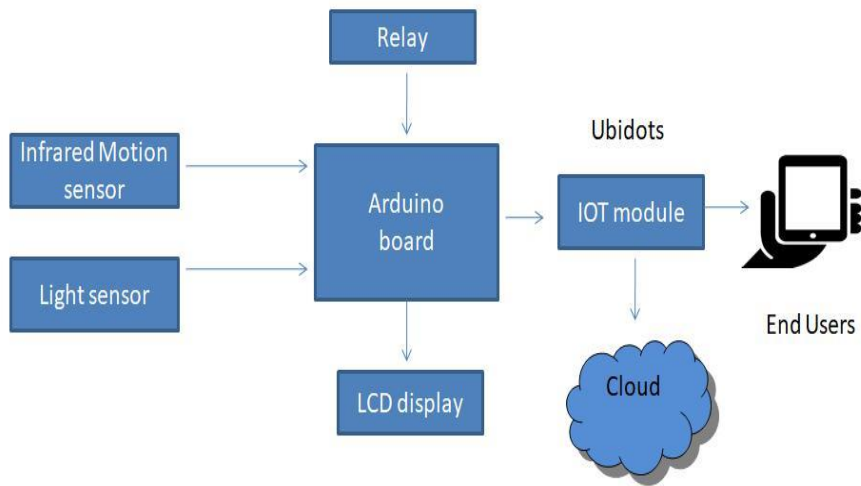 Relay
Infrared Motion
sensor
Light sensor
Arduino
board
LCD display
Ubidots
IOT module
Cloud
End Users